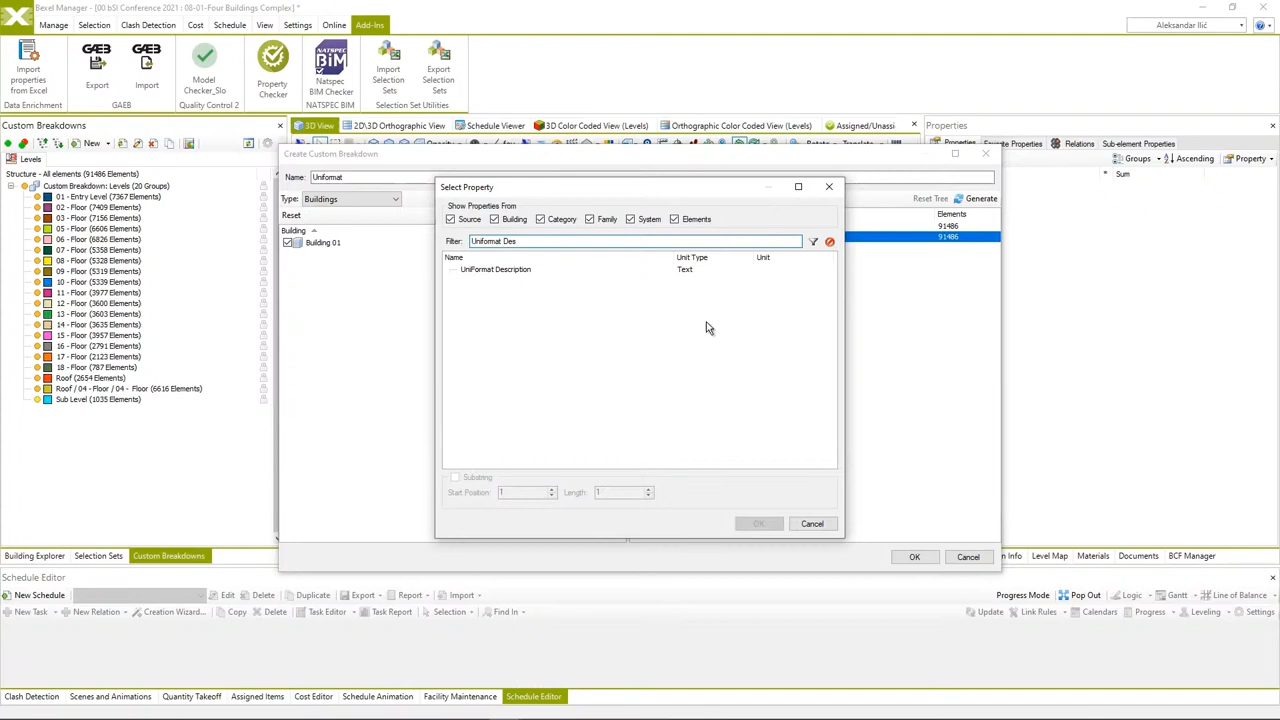 Bexel Manager - [00 bSI Conference 2021 : 08-01-Four Buildings Complex] *
Manage Selection Clash Detection Cost Schedule View Settings Online Add-Ins
Aleksandar Ilić
Import properties from Excel
Export
Import
Model Checker_Slo
Property Checker
Natspec BIM Checker
Import Selection Sets
Export Selection Sets
Data Enrichment
GAEB
Quality Control 2
NATSPEC BIM
Selection Set Utilities
Custom Breakdowns
New
Levels
Structure - All elements (91486 Elements)
Custom Breakdown: Levels (20 Groups)
01 - Entry Level (7367 Elements)
02 - Floor (7409 Elements)
03 - Floor (7156 Elements)
05 - Floor (6628 Elements)
06 - Floor (6826 Elements)
07 - Floor (5358 Elements)
08 - Floor (5281 Elements)
09 - Floor (5319 Elements)
10 - Floor (5339 Elements)
11 - Floor (3977 Elements)
12 - Floor (3600 Elements)
13 - Floor (3603 Elements)
14 - Floor (3635 Elements)
15 - Floor (3957 Elements)
16 - Floor (2791 Elements)
17 - Floor (2123 Elements)
18 - Floor (787 Elements)
Roof (2654 Elements)
Roof / 04 - Floor / 04 - Floor (6616 Elements)
Sub Level (1035 Elements)
3D View 2D\3D Orthographic View Schedule Viewer 3D Color Coded View (Levels) Orthographic Color Coded View (Levels) Assigned/Unassi
Properties
Relations Sub-element Properties
Groups Ascending Property
Sum
Create Custom Breakdown
Name: Uniformat
Type: Buildings
Reset
Building
Building 01
Reset Tree Generate
Elements
91486
91486
OK Cancel
Select Property
Show Properties From
Source Building Category Family System Elements
Filter: Uniformat Des
Name Unit Type Unit
UniFormat Description Text
Substring
Start Position: 1 Length: 1
OK Cancel
Building Explorer Selection Sets Custom Breakdowns
n Info Level Map Materials Documents BCF Manager
Schedule Editor
New Schedule Edit Delete Duplicate Export Report Import
Progress Mode Pop Out Logic Gantt Line of Balance
New Task New Relation Creation Wizard... Copy Delete Task Editor Task Report Selection Find In
Update Link Rules Calendars Progress Leveling Settings
Clash Detection Scenes and Animations Quantity Takeoff Assigned Items Cost Editor Schedule Animation Facility Maintenance Schedule Editor